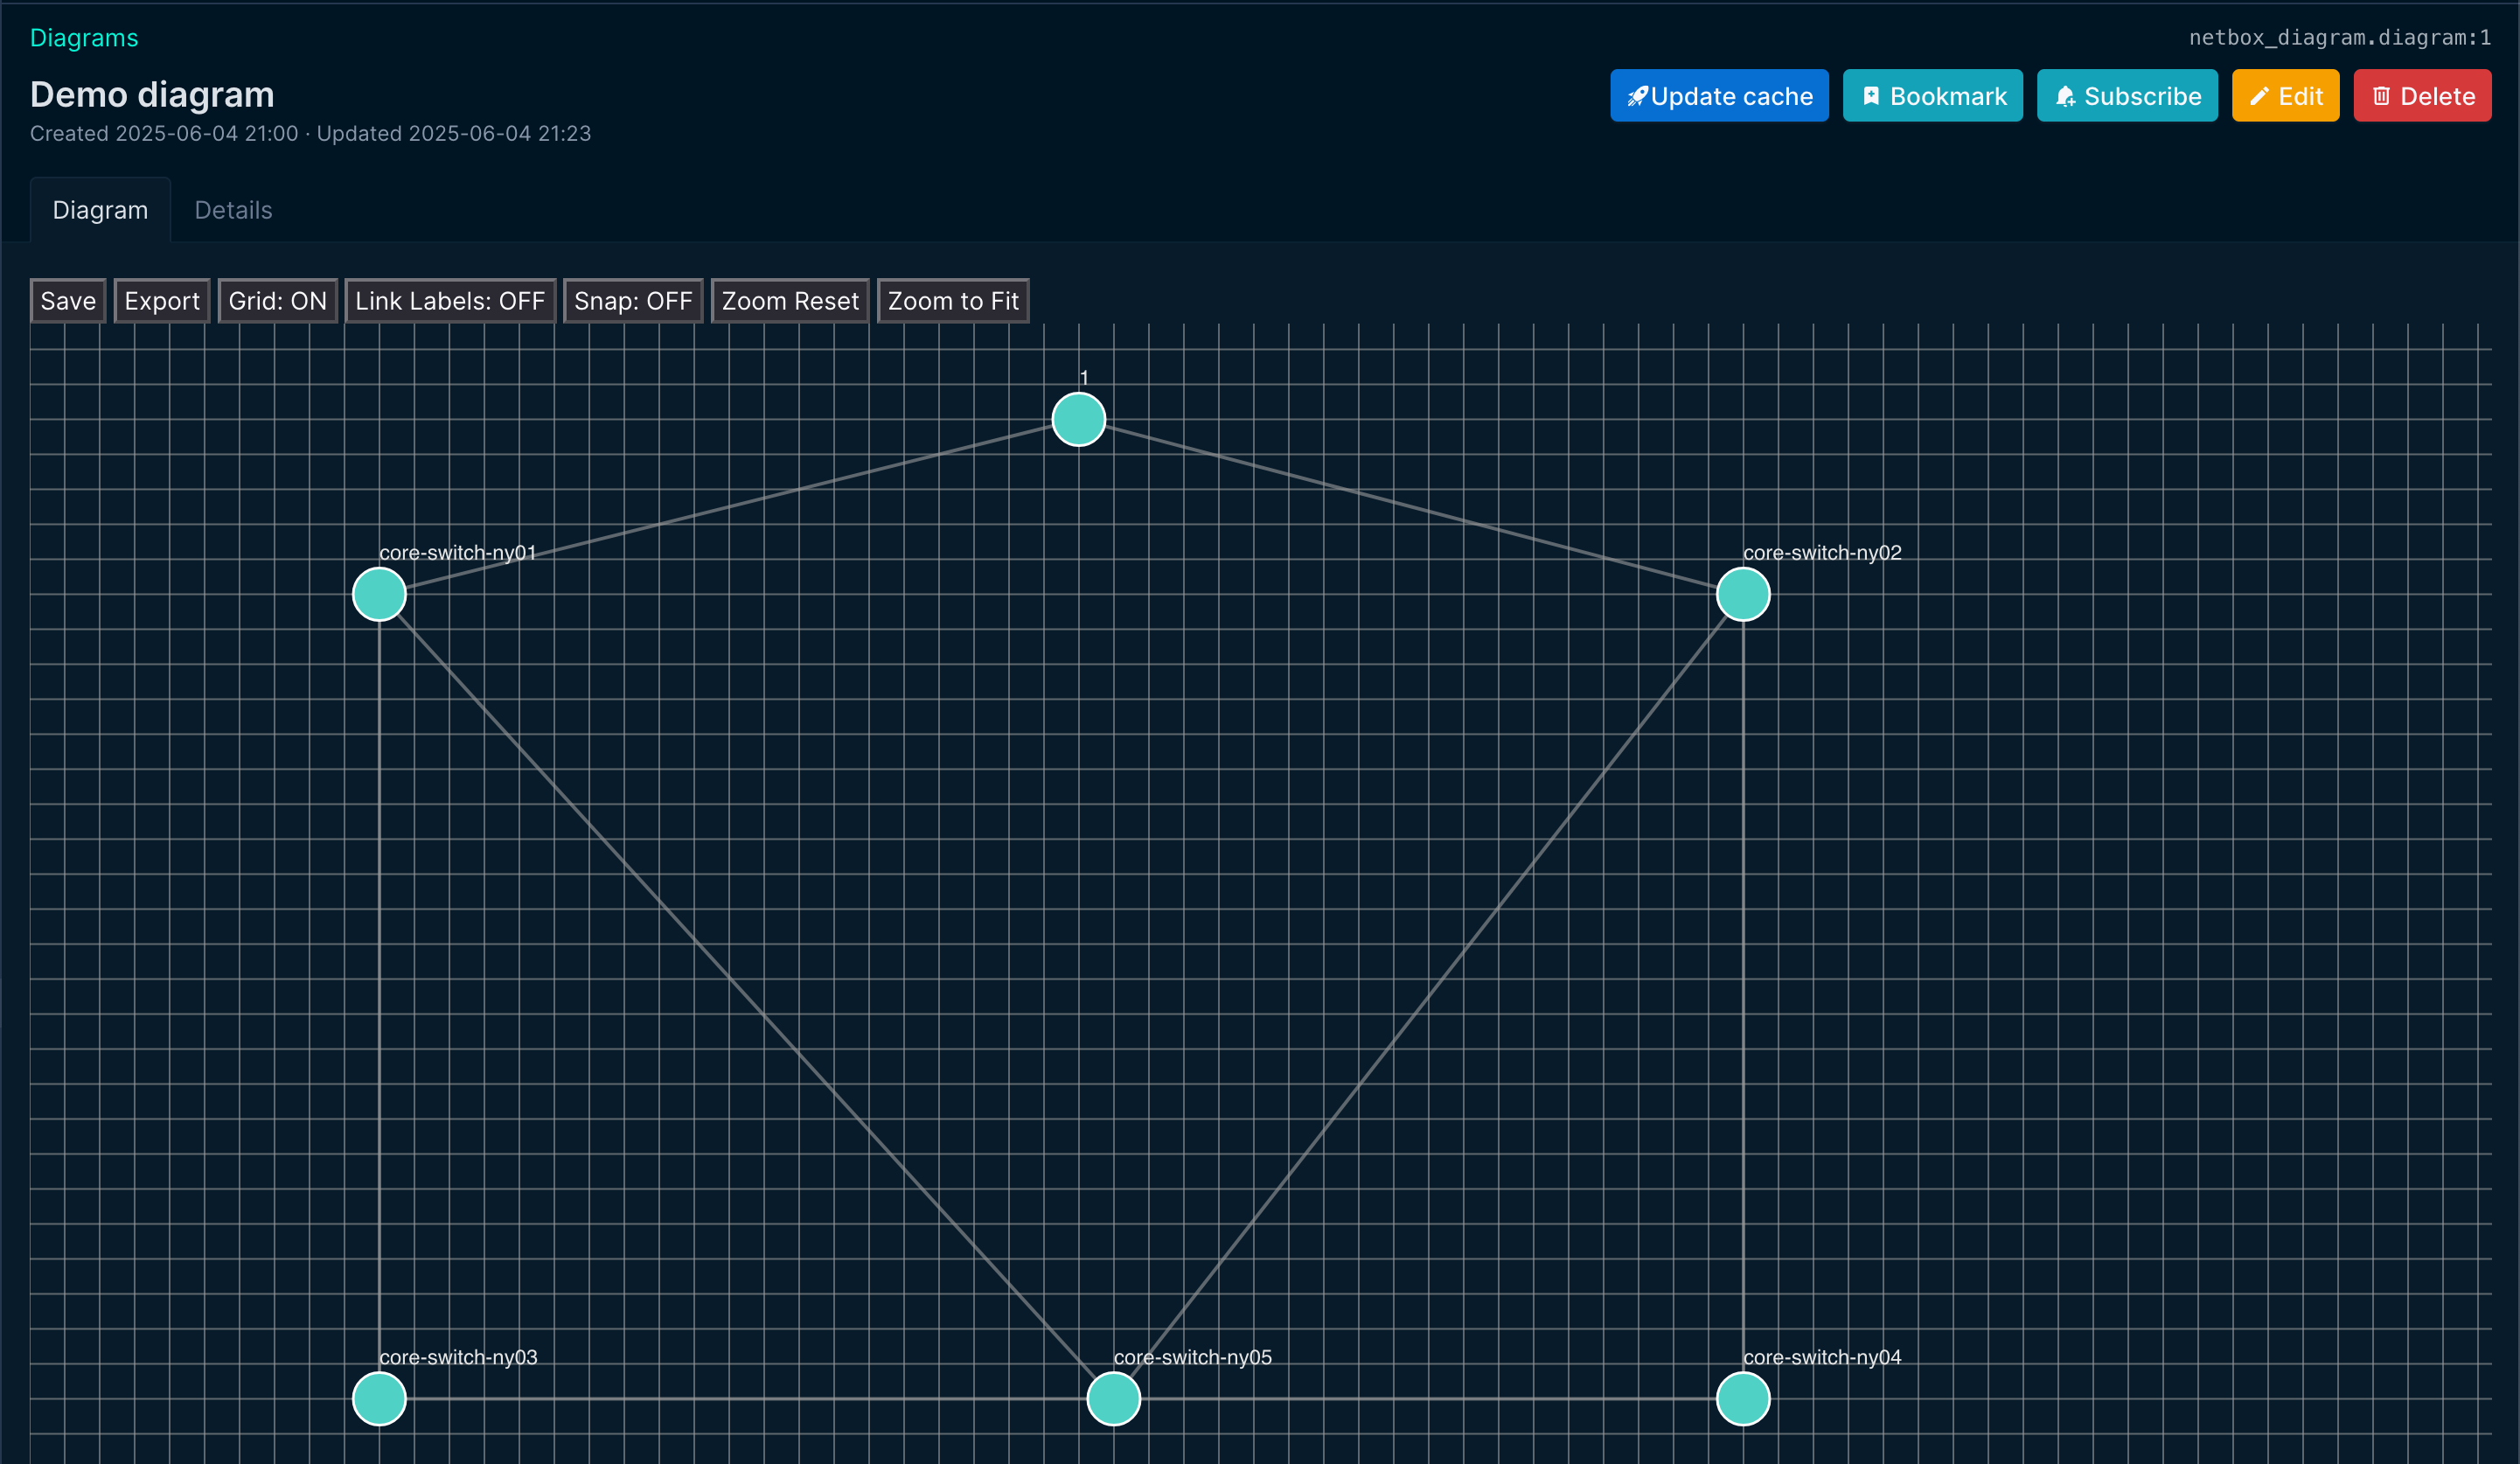 Diagrams
netbox_diagram.diagram:1
Demo diagram
Update cache
Bookmark
Subscribe
Edit
Delete
Created 2025-06-04 21:00 · Updated 2025-06-04 21:23
Diagram
Details
Save
Export
Grid: ON
Link Labels: OFF
Snap: OFF
Zoom Reset
Zoom to Fit
1
core-switch-ny01
core-switch-ny02
core-switch-ny03
core-switch-ny05
core-switch-ny04